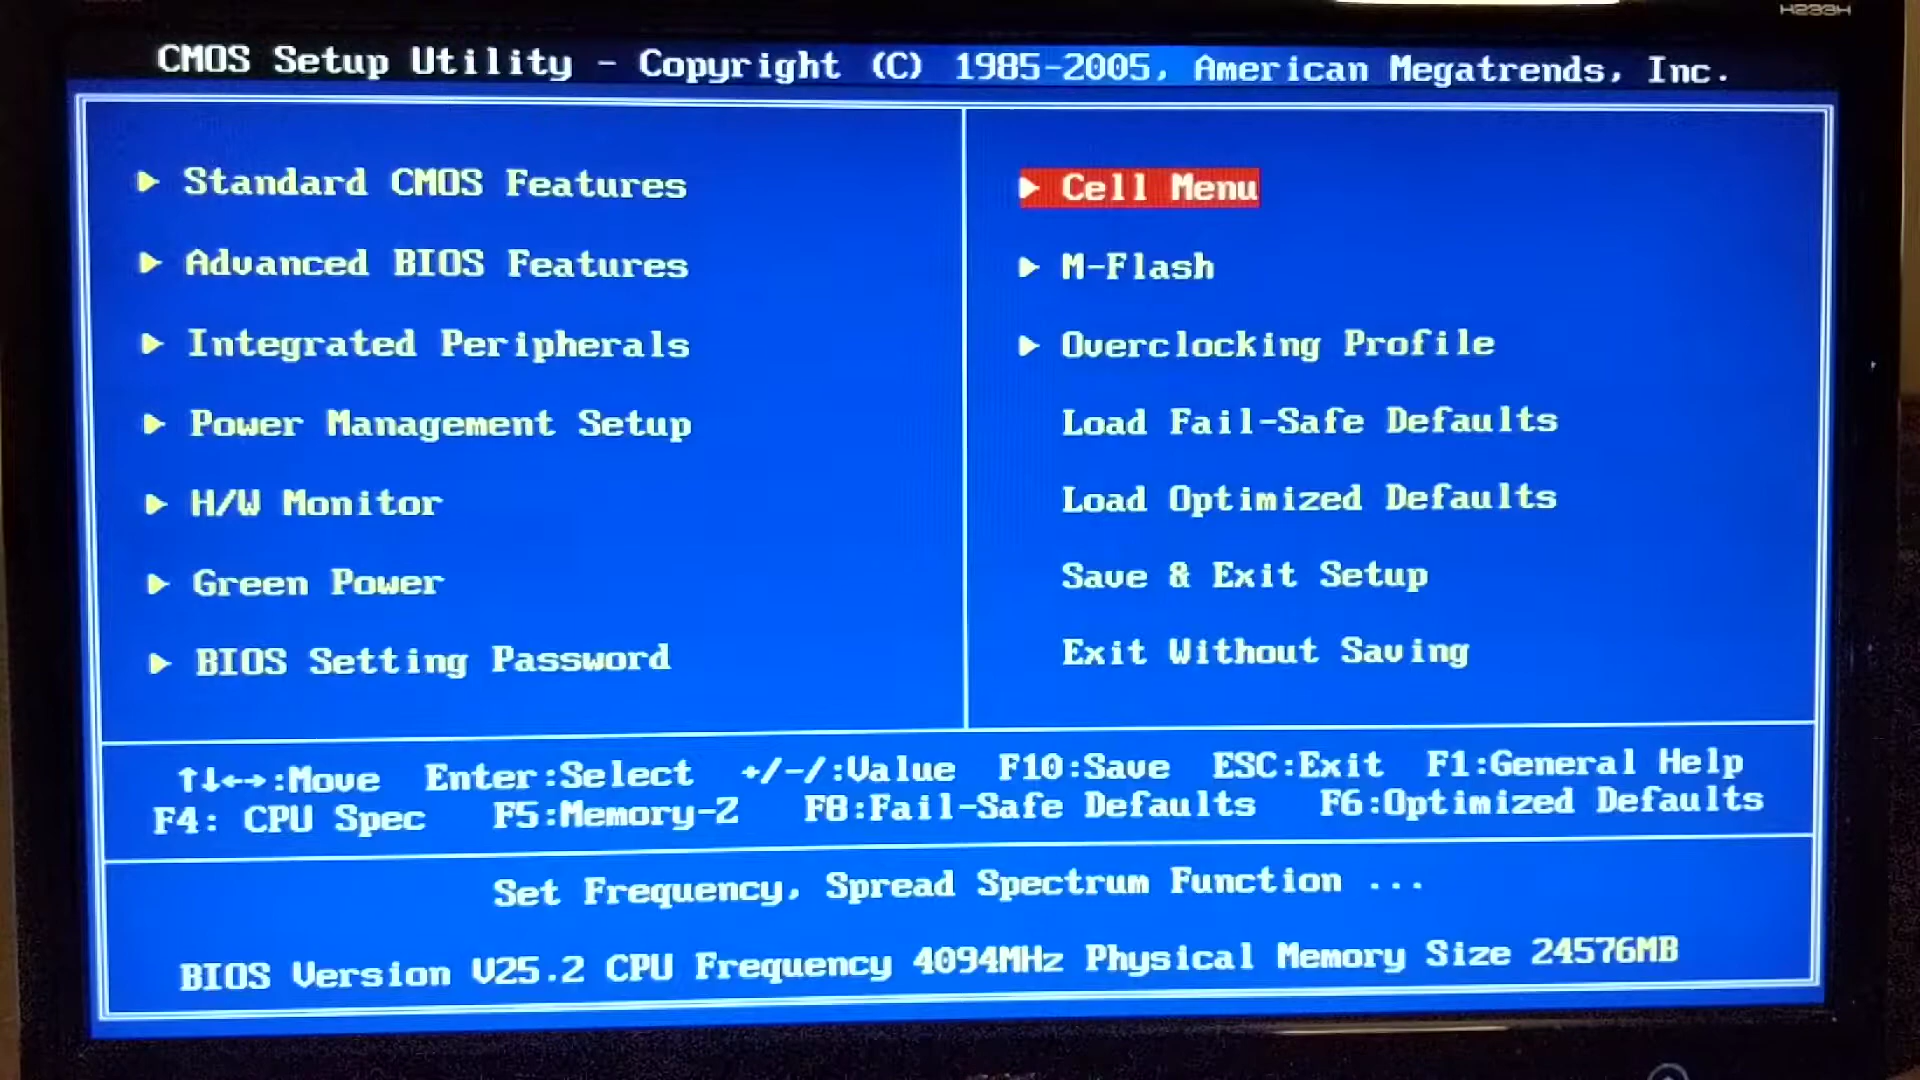 H233H
CMOS Setup Utility - Copyright (C) 1985-2005, American Megatrends, Inc.
Standard CMOS Features
Advanced BIOS Features
Integrated Peripherals
Power Management Setup
H/W Monitor
Green Power
BIOS Setting Password
Cell Menu
M-Flash
Overclocking Profile
Load Fail-Safe Defaults
Load Optimized Defaults
Save & Exit Setup
Exit Without Saving
↑↓←→:Move Enter:Select +/-/:Value F10:Save ESC:Exit F1:General Help
F4: CPU Spec F5:Memory-Z F8:Fail-Safe Defaults F6:Optimized Defaults
Set Frequency, Spread Spectrum Function ...
BIOS Version V25.2 CPU Frequency 4094MHz Physical Memory Size 24576MB